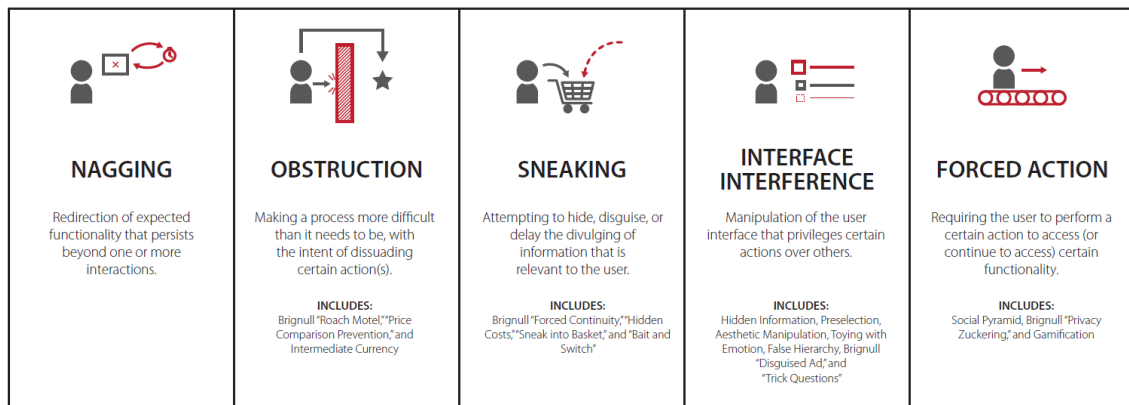 NAGGING
Redirection of expected
functionality that persists
beyond one or more
interactions.
OBSTRUCTION
Making a process more difficult
than it needs to be, with
the intent of dissuading
certain action(s).
INCLUDES:
Brignull “Roach Motel,” “Price
Comparison Prevention,” and
Intermediate Currency
SNEAKING
Attempting to hide, disguise, or
delay the divulging of
information that is
relevant to the user.
INCLUDES:
Brignull “Forced Continuity,” “Hidden
Costs,” “Sneak into Basket,” and “Bait and
Switch”
INTERFACE
INTERFERENCE
Manipulation of the user
interface that privileges certain
actions over others.
INCLUDES:
Hidden Information, Preselection,
Aesthetic Manipulation, Toying with
Emotion, False Hierarchy, Brignull
“Disguised Ad,” and
“Trick Questions”
FORCED ACTION
Requiring the user to perform a
certain action to access (or
continue to access) certain
functionality.
INCLUDES:
Social Pyramid, Brignull “Privacy
Zuckering,” and Gamification